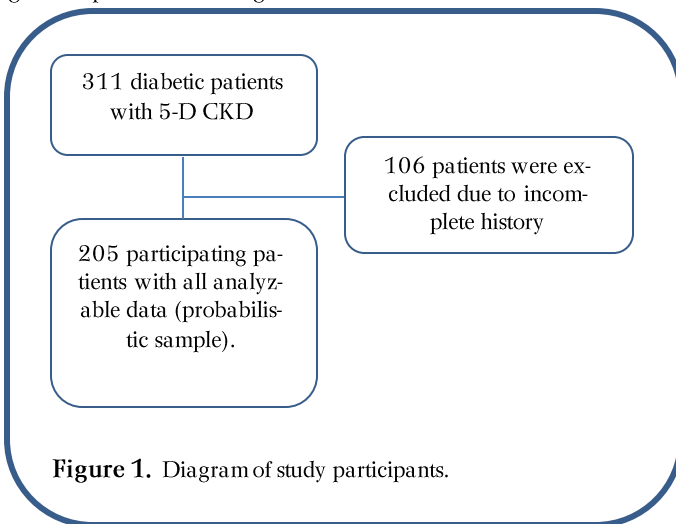 311 diabetic patients
with 5-D CKD
106 patients were ex-
cluded due to incom-
plete history
205 participating pa-
tients with all analyz-
able data (probabilis-
tic sample).
Figure 1. Diagram of study participants.